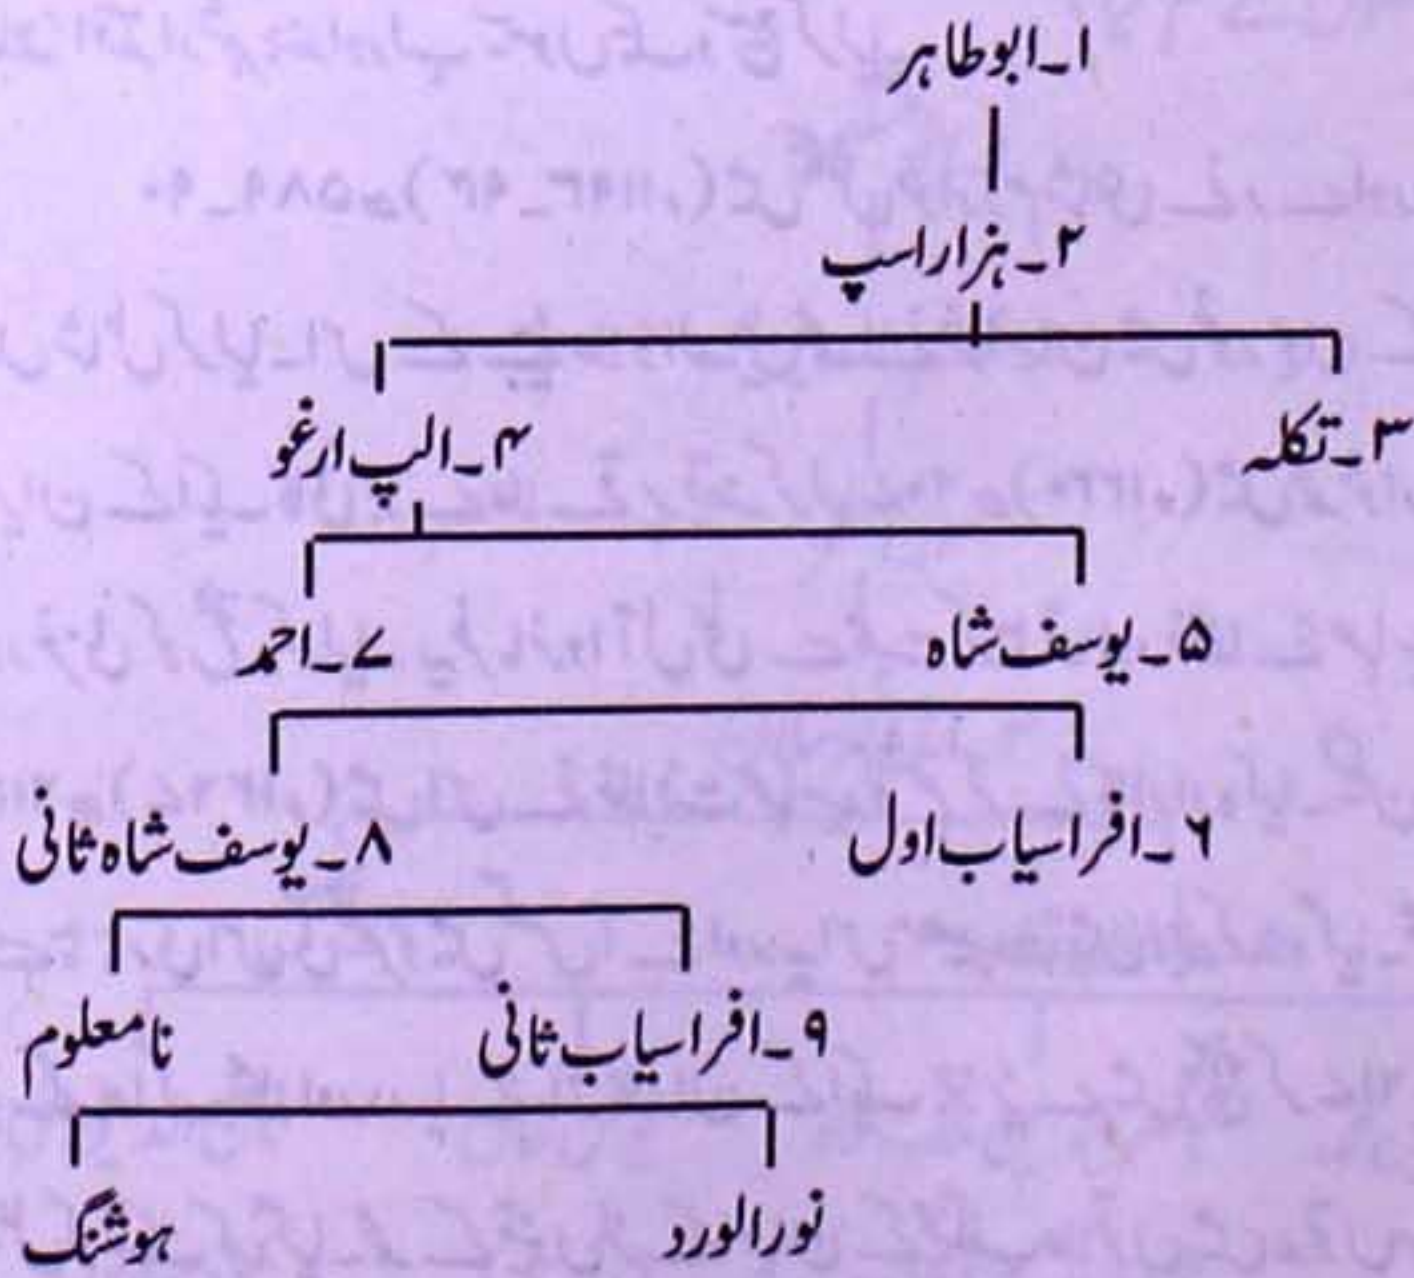 ۱۔ابوطاہر
۲۔ہزاراسپ
۳۔تکلہ ۴۔الپ ارغو
۵۔یوسف شاہ ۷۔احمد
۶۔افراسیاب اول ۸۔یوسف شاہ ثانی
۹۔افراسیاب ثانی نامعلوم
نورالورد ہوشنگ